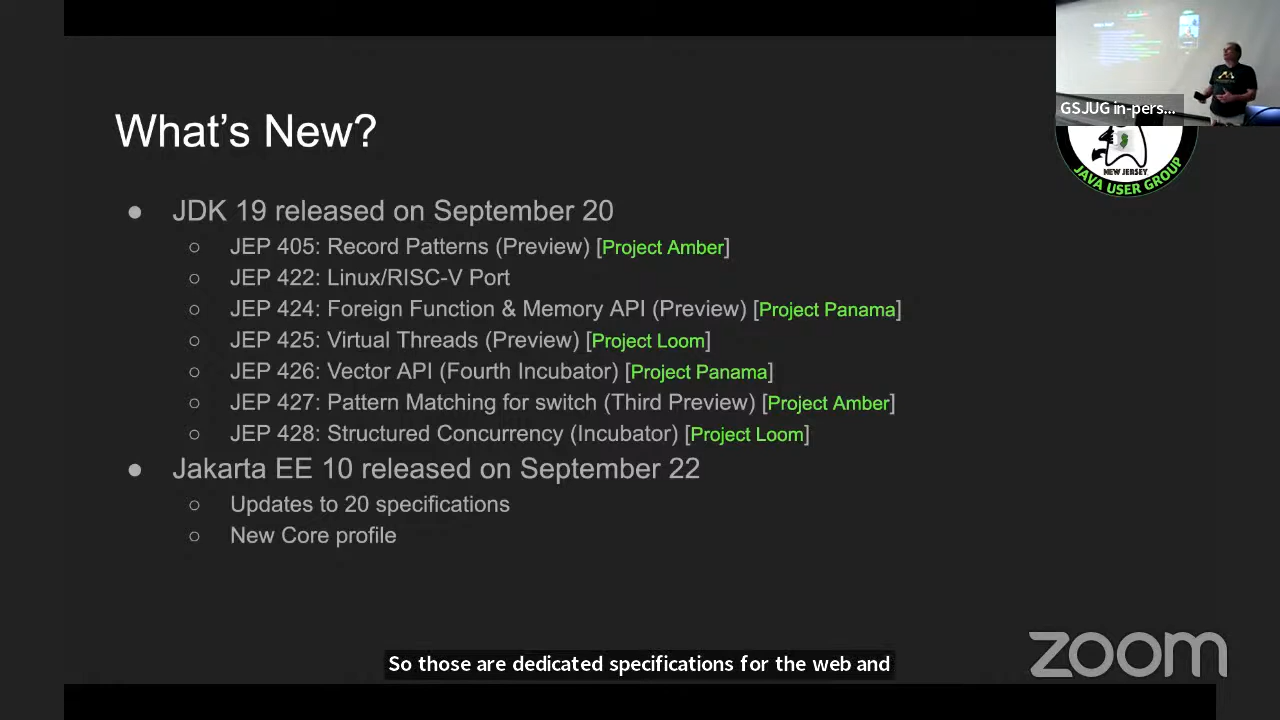 What's New?
● JDK 19 released on September 20
○ JEP 405: Record Patterns (Preview) [Project Amber]
○ JEP 422: Linux/RISC-V Port
○ JEP 424: Foreign Function & Memory API (Preview) [Project Panama]
○ JEP 425: Virtual Threads (Preview) [Project Loom]
○ JEP 426: Vector API (Fourth Incubator) [Project Panama]
○ JEP 427: Pattern Matching for switch (Third Preview) [Project Amber]
○ JEP 428: Structured Concurrency (Incubator) [Project Loom]
● Jakarta EE 10 released on September 22
○ Updates to 20 specifications
○ New Core profile
GSJUG in-pers...
NEW JERSEY
JAVA USER GROUP
So those are dedicated specifications for the web and
zoom